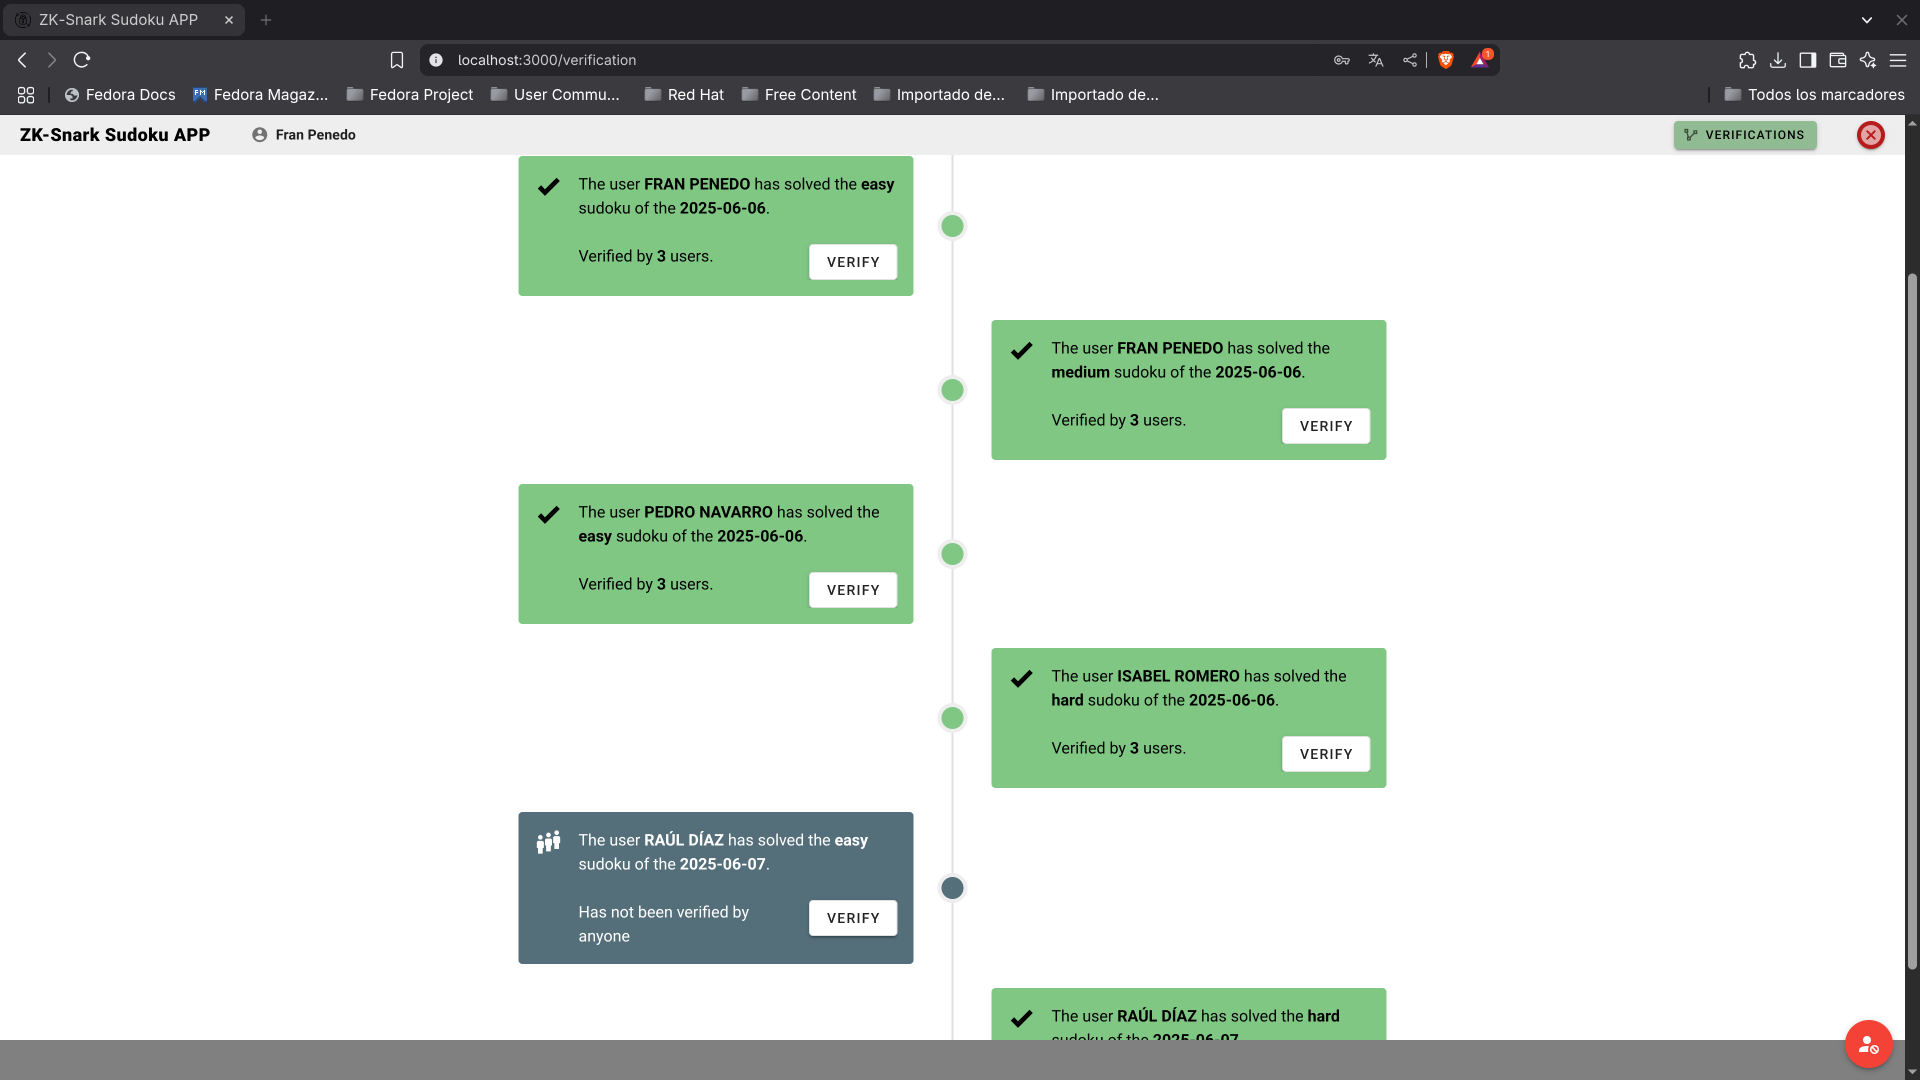 ZK-Snark Sudoku APP
localhost:3000/verification
1
Fedora Docs
Fedora Magaz...
Fedora Project
User Commu...
Red Hat
Free Content
Importado de...
Importado de...
Todos los marcadores
ZK-Snark Sudoku APP
Fran Penedo
VERIFICATIONS
The user FRAN PENEDO has solved the easy
sudoku of the 2025-06-06.
Verified by 3 users.
VERIFY
The user FRAN PENEDO has solved the
medium sudoku of the 2025-06-06.
Verified by 3 users.
VERIFY
The user PEDRO NAVARRO has solved the
easy sudoku of the 2025-06-06.
Verified by 3 users.
VERIFY
The user ISABEL ROMERO has solved the
hard sudoku of the 2025-06-06.
Verified by 3 users.
VERIFY
The user RAÚL DÍAZ has solved the easy
sudoku of the 2025-06-07.
Has not been verified by
anyone
VERIFY
The user RAÚL DÍAZ has solved the hard
sudoku of the 2025-06-07